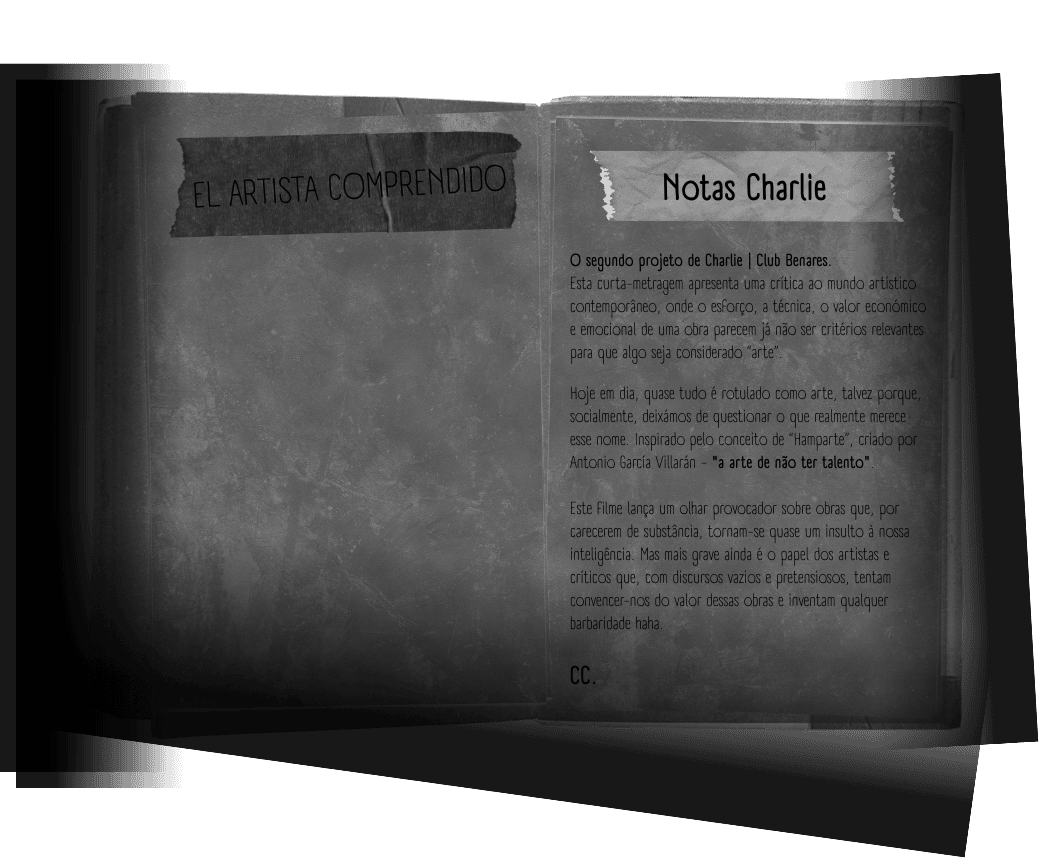 EL ARTISTA COMPRENDIDO
Notas Charlie
O segundo projeto de Charlie | Club Benares.
Esta curta-metragem apresenta uma crítica ao mundo artístico
contemporâneo, onde o esforço, a técnica, o valor económico
e emocional de uma obra parecem já não ser critérios relevantes
para que algo seja considerado “arte”.
Hoje em dia, quase tudo é rotulado como arte, talvez porque,
socialmente, deixámos de questionar o que realmente merece
esse nome. Inspirado pelo conceito de “Hamparte”, criado por
Antonio García Villarán - "a arte de não ter talento".
Este filme lança um olhar provocador sobre obras que, por
carecerem de substância, tornam-se quase um insulto á nossa
inteligência. Mas mais grave ainda é o papel dos artistas e
críticos que, com discursos vazios e pretensiosos, tentam
convencer-nos do valor dessas obras e inventam qualquer
barbaridade haha.
CC.